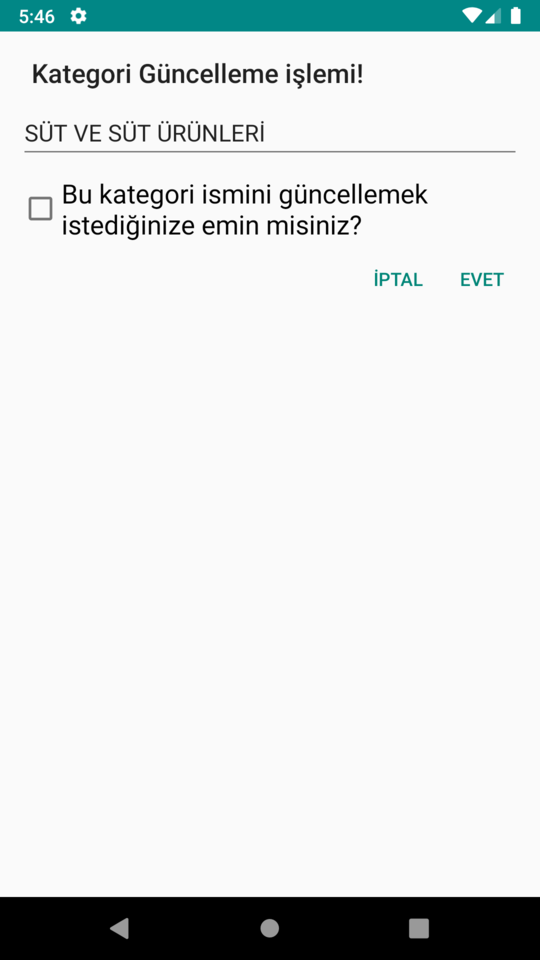 5:46
Kategori Güncelleme işlemi!
SÜT VE SÜT ÜRÜNLERİ
Bu kategori ismini güncellemek
istediğinize emin misiniz?
İPTAL EVET